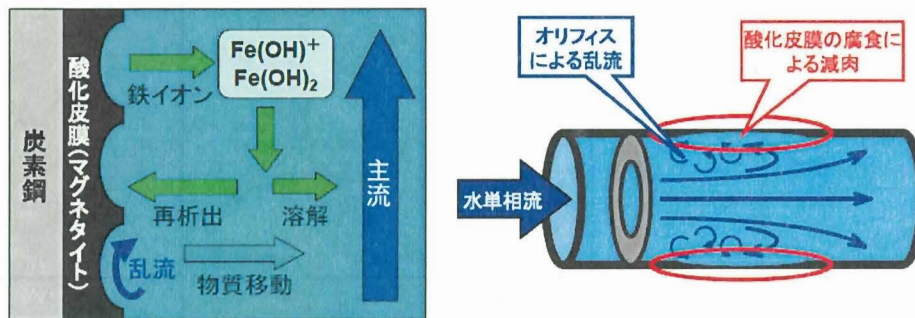 炭素鋼
酸化皮膜(マグネタイト)
Fe(OH)⁺
Fe(OH)₂
鉄イオン
再析出
溶解
乱流
物質移動
主流
オリフィス
による乱流
酸化皮膜の腐食
による減肉
水単相流